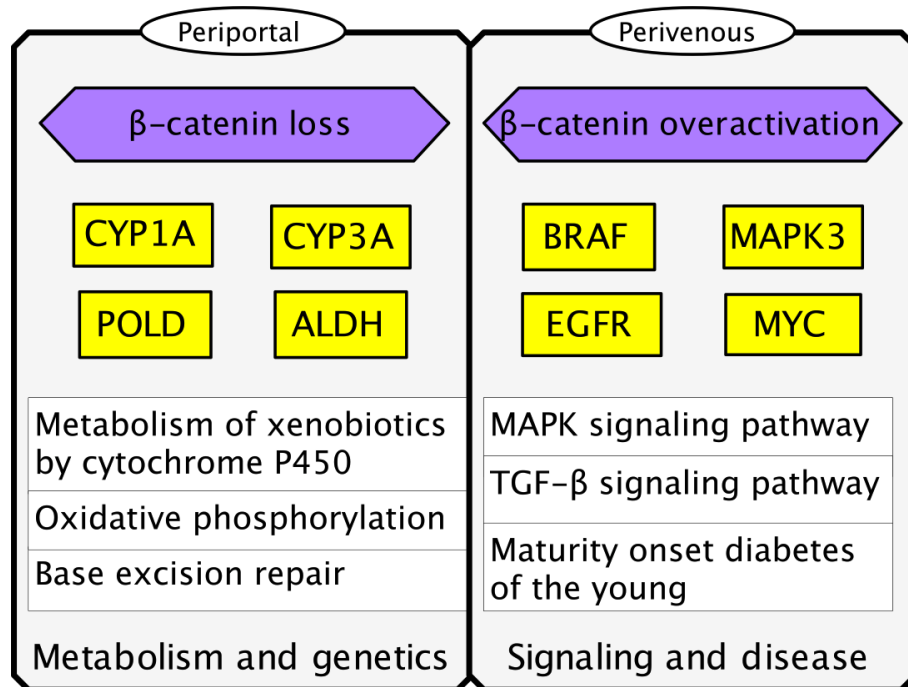 Periportal
β-catenin loss
CYP1A
CYP3A
POLD
ALDH
Metabolism of xenobiotics
by cytochrome P450
Oxidative phosphorylation
Base excision repair
Metabolism and genetics
Perivenous
β-catenin overactivation
BRAF
MAPK3
EGFR
MYC
MAPK signaling pathway
TGF-β signaling pathway
Maturity onset diabetes
of the young
Signaling and disease